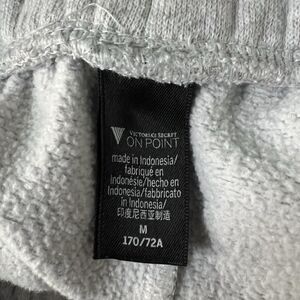 VICTORIA'S SECRET
ON POINT
made in Indonesia/
fabriqué en
Indonésie/hecho en
Indonesia/fabbricato
in Indonesia/
印度尼西亚制造
M
170/72A